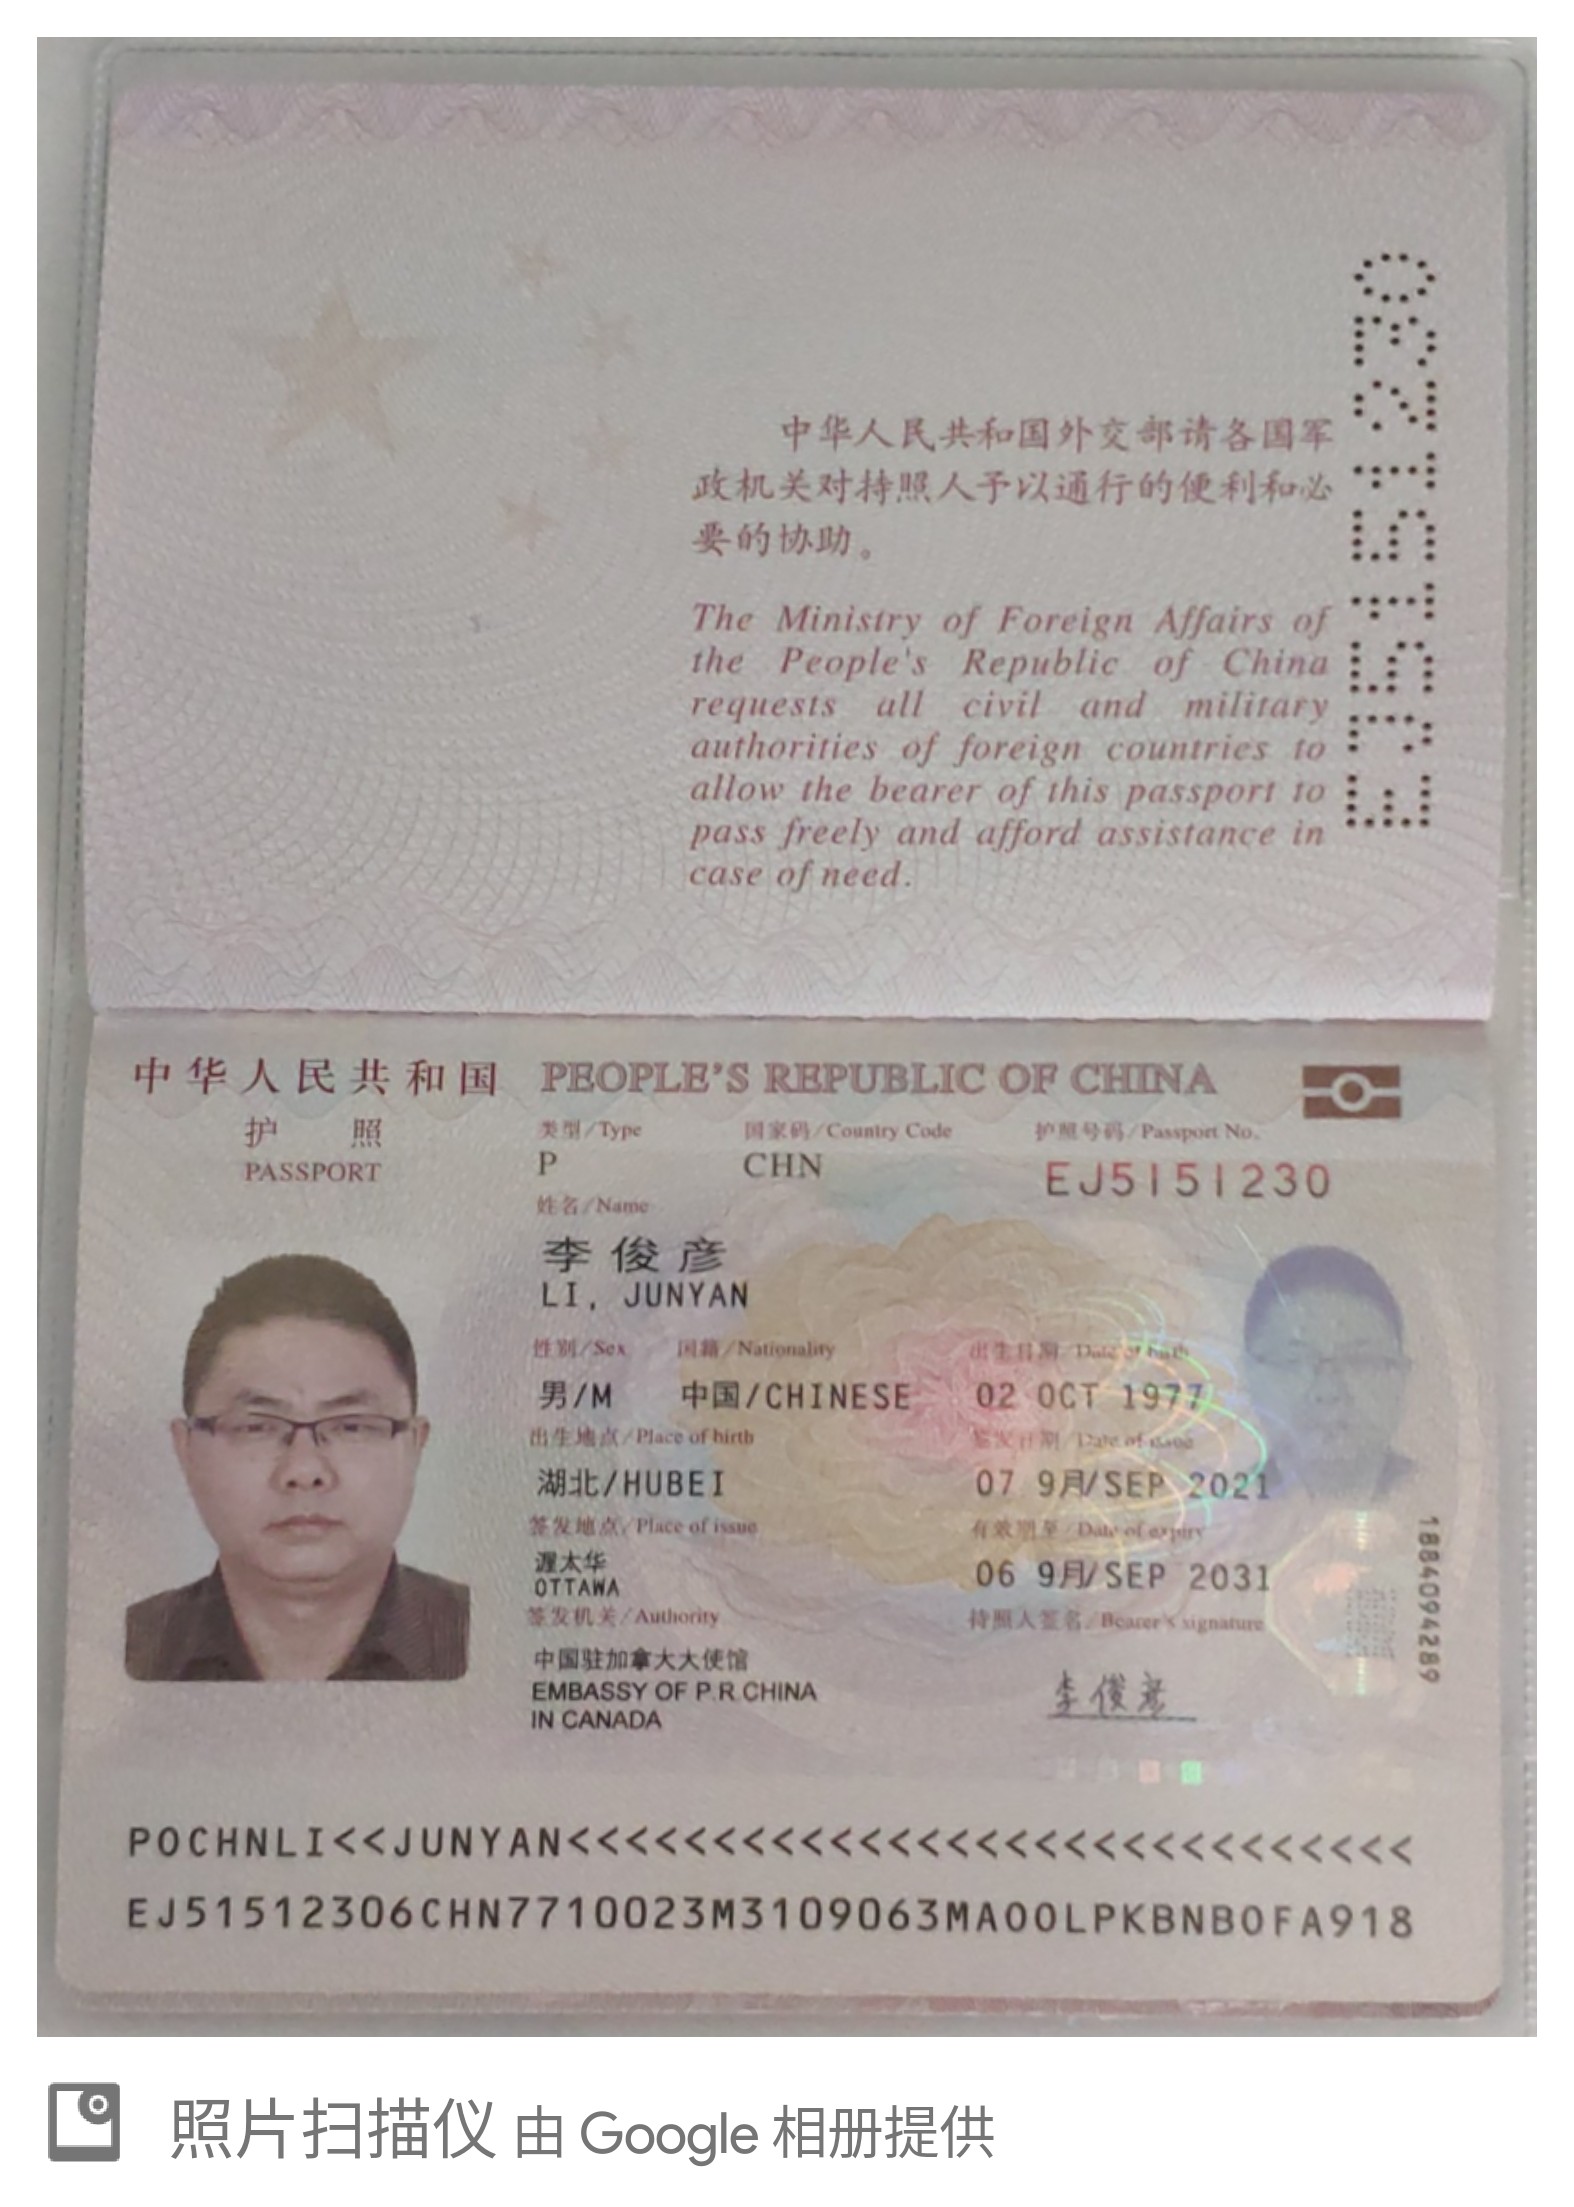 中华人民共和国外交部请各国军
政机关对持照人予以通行的便利和必
要的协助。
The Ministry of Foreign Affairs of
the People's Republic of China
requests all civil and military
authorities of foreign countries to
allow the bearer of this passport to
pass freely and afford assistance in
case of need.
EJ5151230
中华人民共和国 PEOPLE'S REPUBLIC OF CHINA
护 照
PASSPORT
类型/Type 国家码/Country Code 护照号码/Passport No.
P CHN EJ5151230
姓名/Name
李俊彦
LI, JUNYAN
性别/Sex 国籍/Nationality 出生日期/Date of birth
男/M 中国/CHINESE 02 OCT 1977
出生地点/Place of birth 签发日期/Date of issue
湖北/HUBEI 07 9月/SEP 2021
签发地点/Place of issue 有效期至/Date of expiry
渥太华
OTTAWA 06 9月/SEP 2031
签发机关/Authority 持照人签名/Bearer's signature
中国驻加拿大大使馆
EMBASSY OF P.R.CHINA
IN CANADA
李俊彦
1884094289
POCHNLI<<JUNYAN<<<<<<<<<<<<<<<<<<<<<<<<<<<<<
EJ51512306CHN7710023M3109063MAOOLPKBNBOFA918
照片扫描仪 由 Google 相册提供